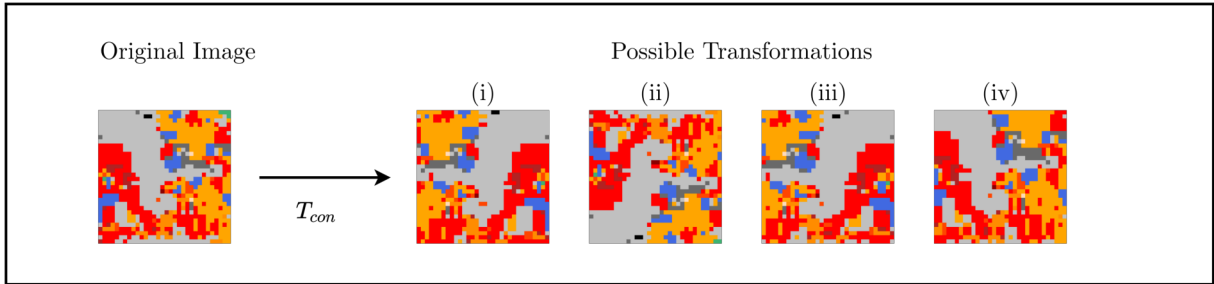 Original Image
Possible Transformations
(i)
(ii)
(iii)
(iv)
T_con